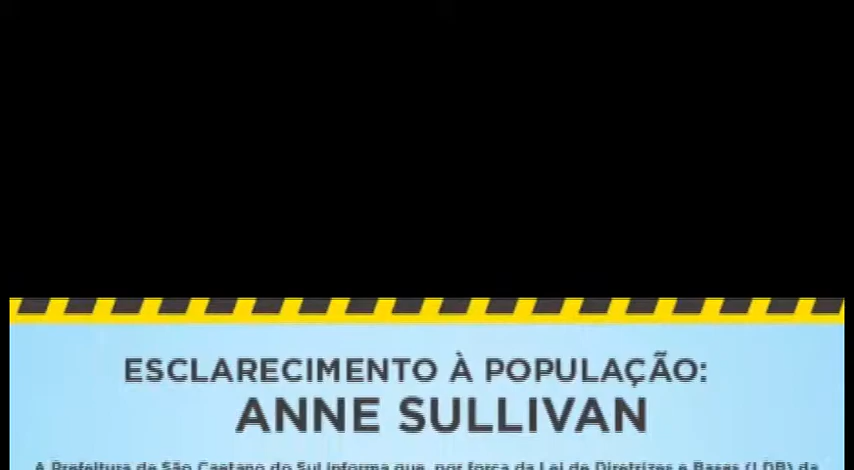 ESCLARECIMENTO À POPULAÇÃO:
ANNE SULLIVAN
A Prefeitura de São Caetano do Sul informa que, por força da Lei de Diretrizes e Bases (LDB) da